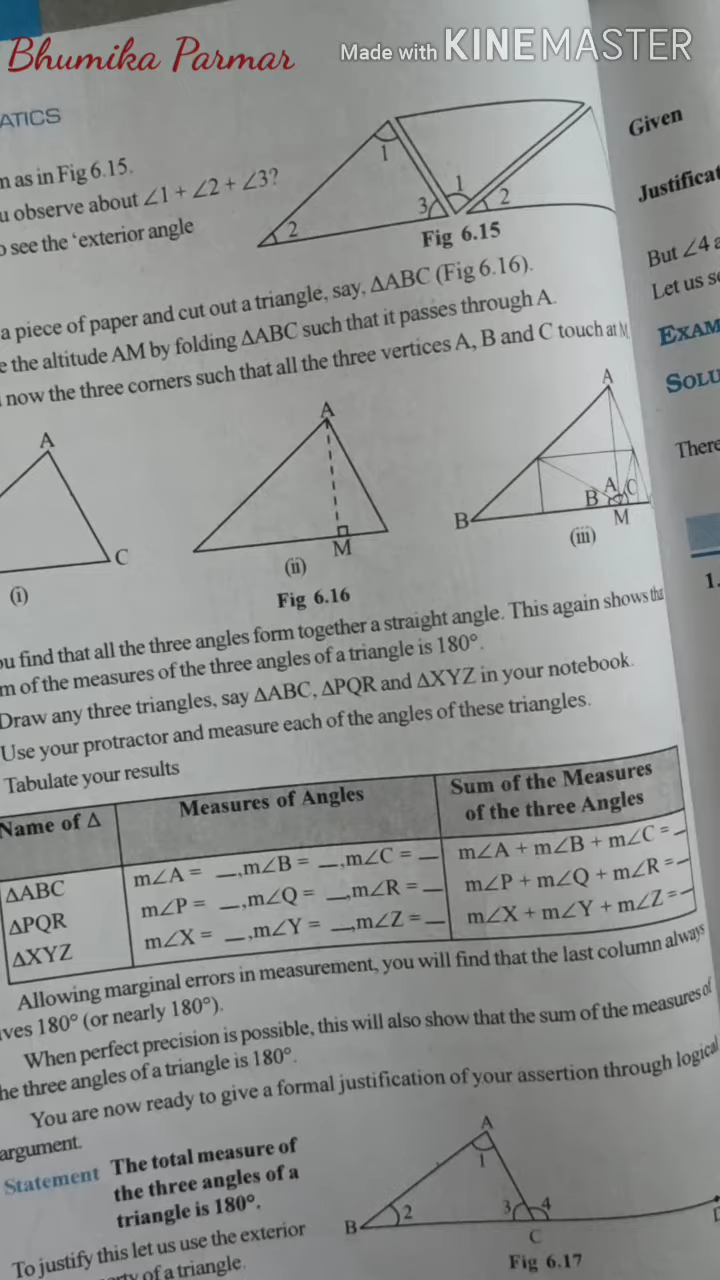 Bhumika Parmar
Made with KINEMASTER
ATICS
as in Fig 6.15.
observe about ∠1 + ∠2 + ∠3?
see the ‘exterior angle
1
2
3
1
2
Fig 6.15
a piece of paper and cut out a triangle, say, ΔABC (Fig 6.16).
the altitude AM by folding ΔABC such that it passes through A.
now the three corners such that all the three vertices A, B and C touch at M
A
C
(i)
A
M
(ii)
A
B
B
A
C
M
(iii)
Fig 6.16
find that all the three angles form together a straight angle. This again shows that
of the measures of the three angles of a triangle is 180°.
Draw any three triangles, say ΔABC, ΔPQR and ΔXYZ in your notebook.
Use your protractor and measure each of the angles of these triangles.
Tabulate your results
Name of Δ Measures of Angles Sum of the Measures of the three Angles
ΔABC m∠A = __, m∠B = __, m∠C = __ m∠A + m∠B + m∠C = __
ΔPQR m∠P = __, m∠Q = __, m∠R = __ m∠P + m∠Q + m∠R = __
ΔXYZ m∠X = __, m∠Y = __, m∠Z = __ m∠X + m∠Y + m∠Z = __
Allowing marginal errors in measurement, you will find that the last column always
ves 180° (or nearly 180°).
When perfect precision is possible, this will also show that the sum of the measures of
he three angles of a triangle is 180°.
You are now ready to give a formal justification of your assertion through logical
argument.
Statement The total measure of
the three angles of a
triangle is 180°.
To justify this let us use the exterior
of a triangle.
A
1
B
2
3
4
C
Fig 6.17
Given
Justificat
But ∠4
Let us
EXAM
SOLU
There
1.